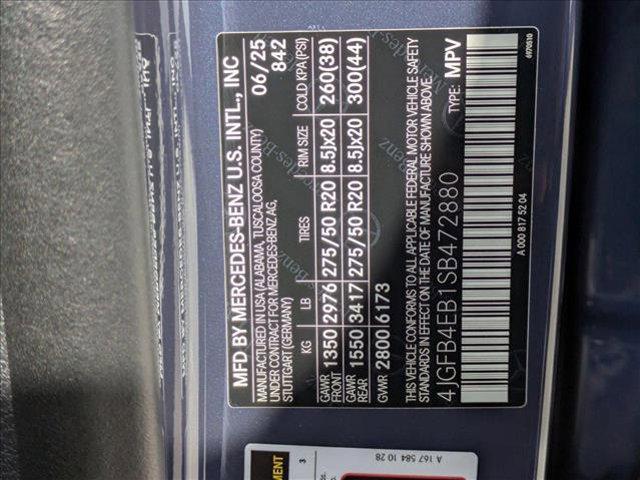 MFD BY MERCEDES-BENZ U.S. INTL., INC
MANUFACTURED IN USA (ALABAMA, TUSCALOOSA COUNTY) 06/25
UNDER CONTRACT FOR MERCEDES-BENZ AG, 842
STUTTGART (GERMANY)
KG LB TIRES RIM SIZE COLD KPA(PSI)
GAWR FRONT 1350 2976 275/50 R20 8.5Jx20 260(38)
GAWR REAR 1550 3417 275/50 R20 8.5Jx20 300(44)
GVWR 2800 6173
THIS VEHICLE CONFORMS TO ALL APPLICABLE FEDERAL MOTOR VEHICLE SAFETY
STANDARDS IN EFFECT ON THE DATE OF MANUFACTURE SHOWN ABOVE.
4JGFB4EB1SB472880 TYPE: MPV
A 000 817 52 04
6970510
A 167 584 10 28
3